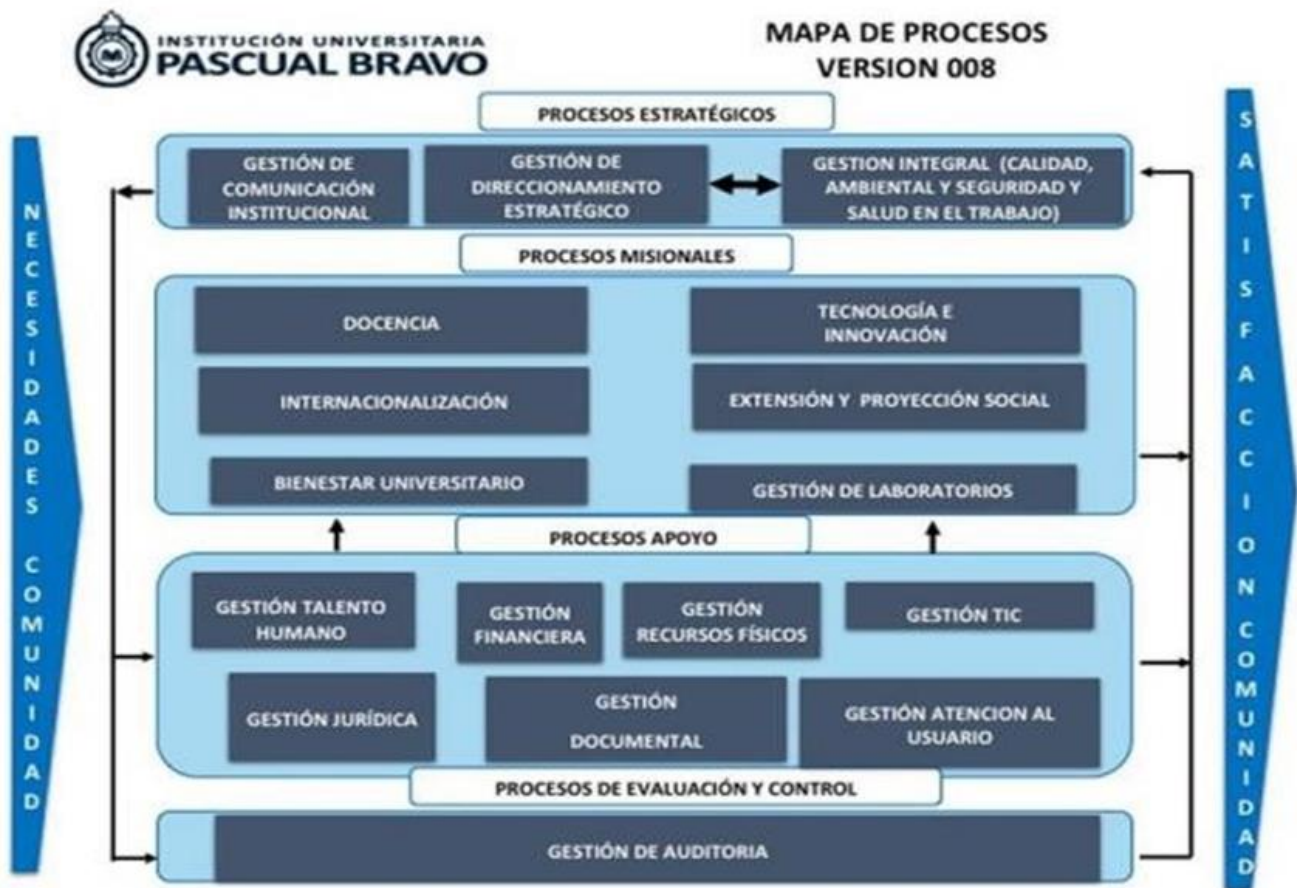 INSTITUCIÓN UNIVERSITARIA
PASCUAL BRAVO
MAPA DE PROCESOS
VERSION 008
NECESIDADES COMUNIDAD
PROCESOS ESTRATÉGICOS
GESTIÓN DE
COMUNICACIÓN
INSTITUCIONAL
GESTIÓN DE
DIRECCIONAMIENTO
ESTRATÉGICO
GESTION INTEGRAL (CALIDAD,
AMBIENTAL Y SEGURIDAD Y
SALUD EN EL TRABAJO)
PROCESOS MISIONALES
DOCENCIA
TECNOLOGÍA E
INNOVACIÓN
INTERNACIONALIZACIÓN
EXTENSIÓN Y PROYECCIÓN SOCIAL
BIENESTAR UNIVERSITARIO
GESTIÓN DE LABORATORIOS
PROCESOS APOYO
GESTIÓN TALENTO
HUMANO
GESTIÓN
FINANCIERA
GESTIÓN
RECURSOS FÍSICOS
GESTIÓN TIC
GESTIÓN JURÍDICA
GESTIÓN
DOCUMENTAL
GESTIÓN ATENCION AL
USUARIO
PROCESOS DE EVALUACIÓN Y CONTROL
GESTIÓN DE AUDITORIA
SATISFACCION COMUNIDAD